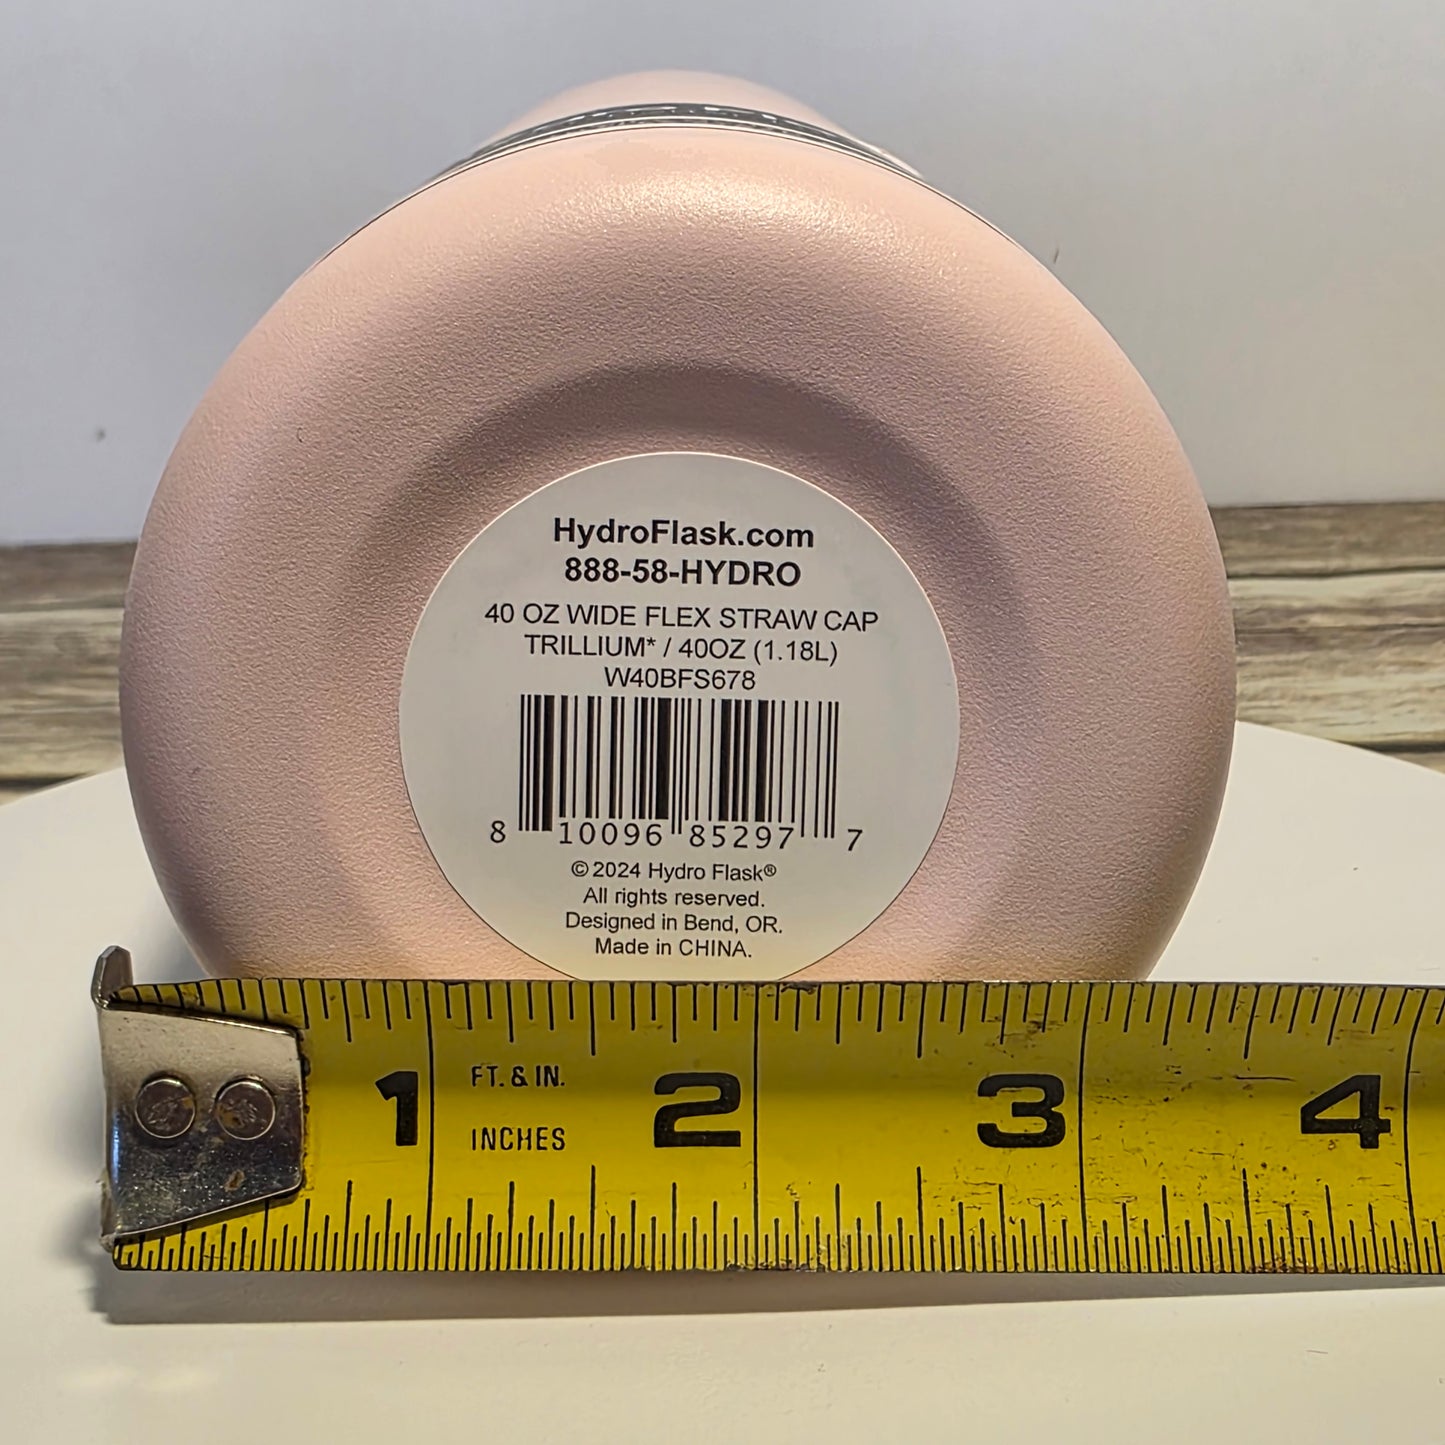 HydroFlask.com
888-58-HYDRO
40 OZ WIDE FLEX STRAW CAP
TRILLIUM* / 40OZ (1.18L)
W40BFS678
8 10096 85297 7
© 2024 Hydro Flask®
All rights reserved.
Designed in Bend, OR.
Made in CHINA.
1 FT. & IN. 2 3 4
INCHES